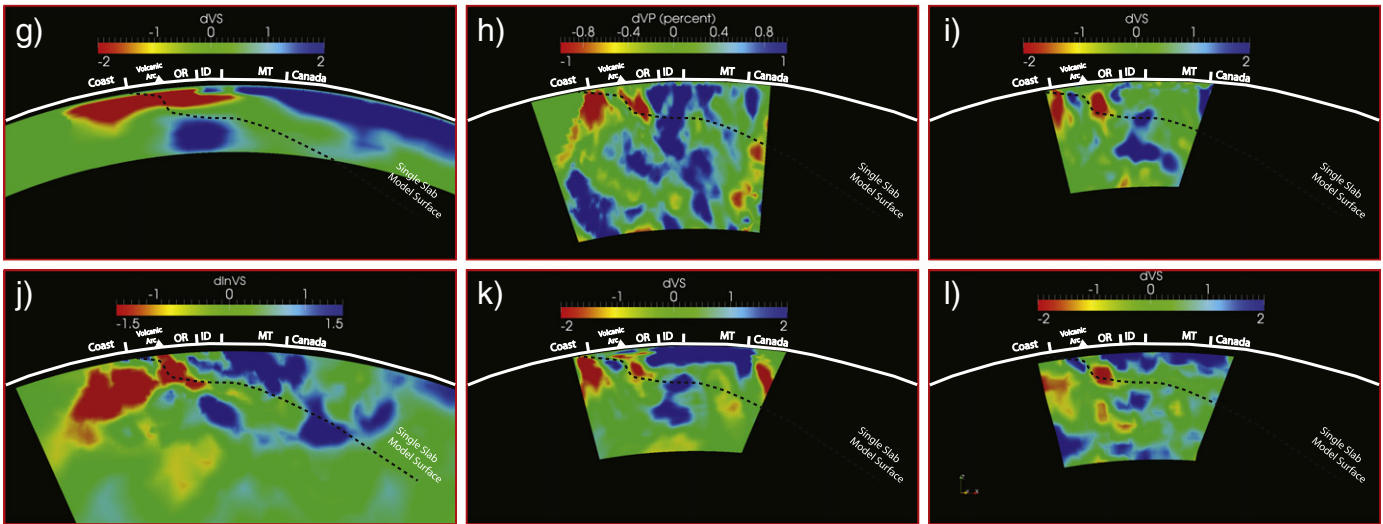 g)
dVS
-1 0 1
-2 2
Coast Volcanic Arc OR ID MT Canada
Single Slab
Model Surface
h)
dVP (percent)
-0.8 -0.4 0 0.4 0.8
-1 1
Coast Volcanic Arc OR ID MT Canada
Single Slab
Model Surface
i)
dVS
-1 0 1
-2 2
Coast Volcanic Arc OR ID MT Canada
Single Slab
Model Surface
j)
dlnVS
-1 0 1
-1.5 1.5
Coast Volcanic Arc OR ID MT Canada
Single Slab
Model Surface
k)
dVS
-1 0 1
-2 2
Coast Volcanic Arc OR ID MT Canada
Single Slab
Model Surface
l)
dVS
-1 0 1
-2 2
Coast Volcanic Arc OR ID MT Canada
Single Slab
Model Surface